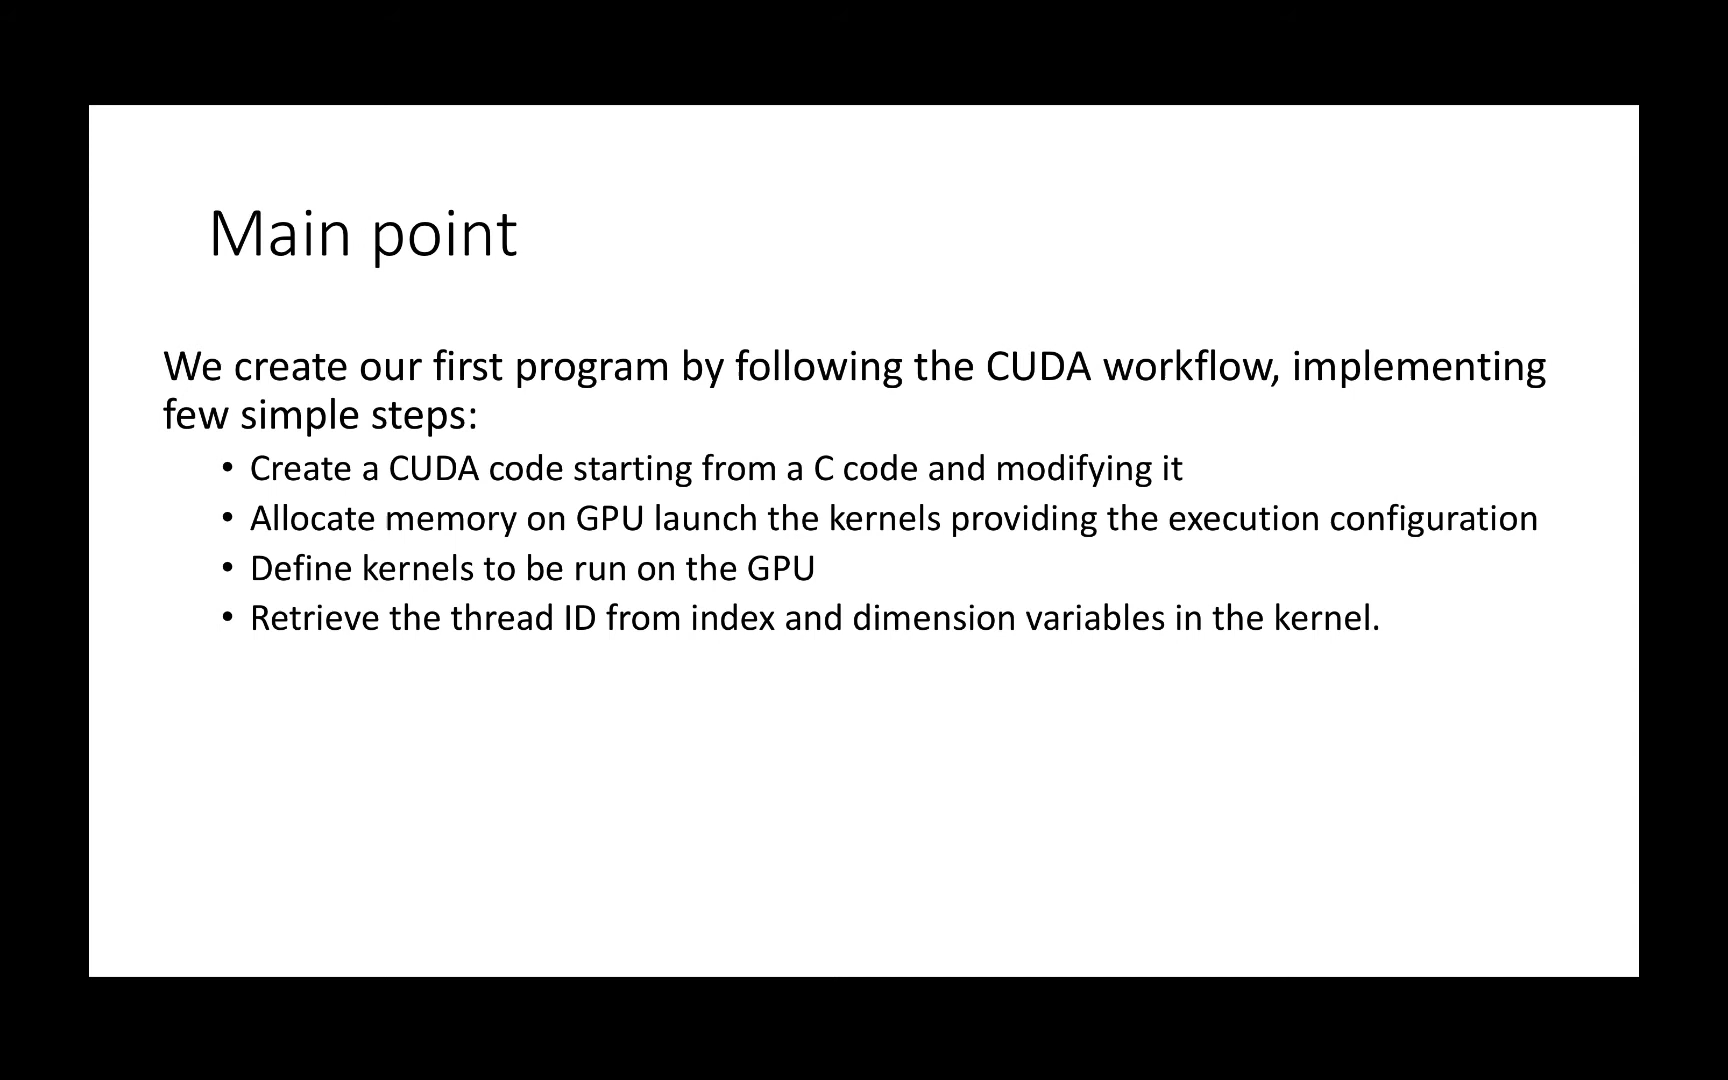 Main point
We create our first program by following the CUDA workflow, implementing
few simple steps:
• Create a CUDA code starting from a C code and modifying it
• Allocate memory on GPU launch the kernels providing the execution configuration
• Define kernels to be run on the GPU
• Retrieve the thread ID from index and dimension variables in the kernel.